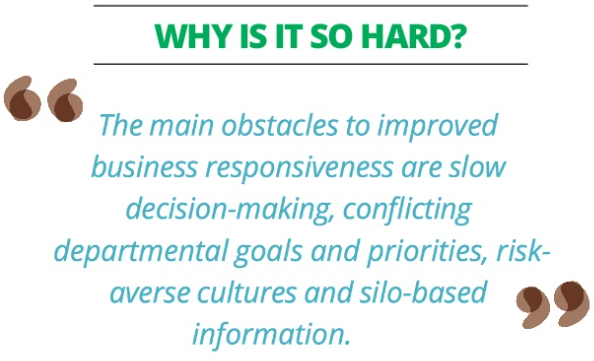 WHY IS IT SO HARD?
The main obstacles to improved
business responsiveness are slow
decision-making, conflicting
departmental goals and priorities, risk-
averse cultures and silo-based
information.